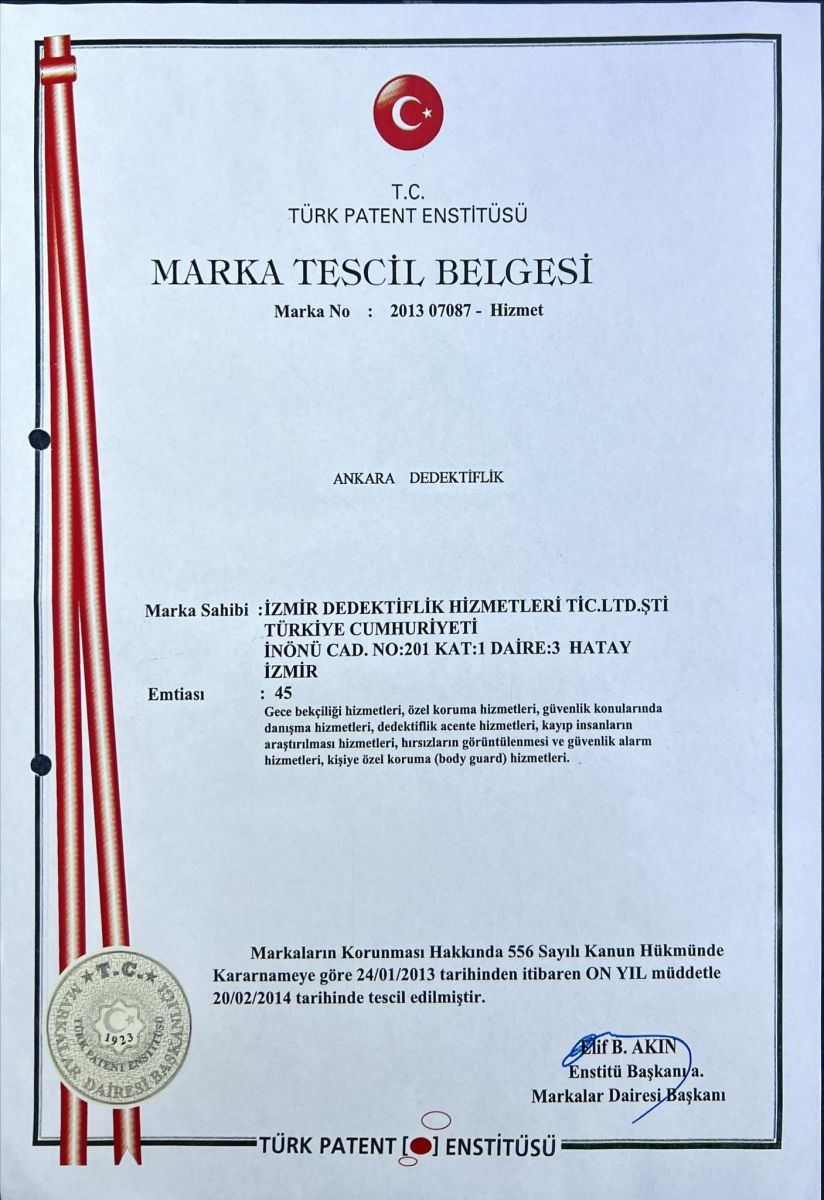 T.C.
TÜRK PATENT ENSTİTÜSÜ
MARKA TESCİL BELGESİ
Marka No : 2013 07087 - Hizmet
ANKARA DEDEKTİFLİK
Marka Sahibi :İZMİR DEDEKTİFLİK HİZMETLERİ TİC.LTD.ŞTİ
TÜRKİYE CUMHURİYETİ
İNÖNÜ CAD. NO:201 KAT:1 DAİRE:3 HATAY
İZMİR
Emtiası : 45
Gece bekçiliği hizmetleri, özel koruma hizmetleri, güvenlik konularında
danışma hizmetleri, dedektiflik acente hizmetleri, kayıp insanların
araştırılması hizmetleri, hırsızların görüntülenmesi ve güvenlik alarm
hizmetleri, kişiye özel koruma (body guard) hizmetleri.
Markaların Korunması Hakkında 556 Sayılı Kanun Hükmünde
Kararnameye göre 24/01/2013 tarihinden itibaren ON YIL müddetle
20/02/2014 tarihinde tescil edilmiştir.
T.C.
MARKALAR DAİRESİ BAŞKANLIĞI
TÜRK PATENT ENSTİTÜSÜ
1923
Elif B. AKIN
Enstitü Başkanı a.
Markalar Dairesi Başkanı
TÜRK PATENT [●] ENSTİTÜSÜ